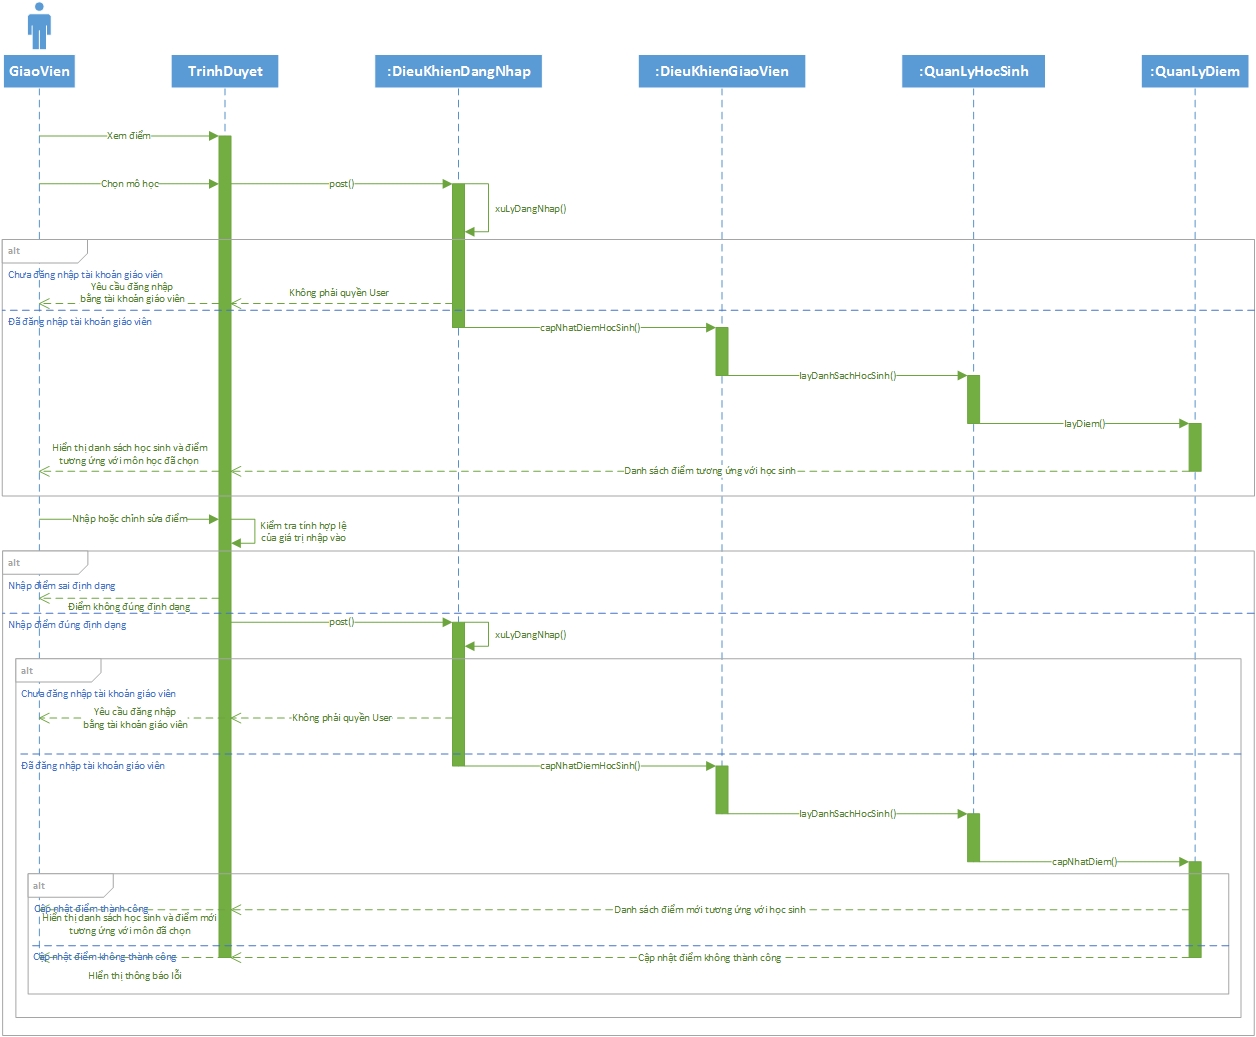 GiaoVien
TrinhDuyet
:DieuKhienDangNhap
:DieuKhienGiaoVien
:QuanLyHocSinh
:QuanLyDiem
Xem điểm
Chọn mô học
post()
xuLyDangNhap()
alt
Chưa đăng nhập tài khoản giáo viên
Yêu cầu đăng nhập
bằng tài khoản giáo viên
Không phải quyền User
Đã đăng nhập tài khoản giáo viên
capNhatDiemHocSinh()
layDanhSachHocSinh()
layDiem()
Hiển thị danh sách học sinh và điểm
tương ứng với môn học đã chọn
Danh sách điểm tương ứng với học sinh
Nhập hoặc chỉnh sửa điểm
Kiểm tra tính hợp lệ
của giá trị nhập vào
alt
Nhập điểm sai định dạng
Điểm không đúng định dạng
Nhập điểm đúng định dạng
post()
xuLyDangNhap()
alt
Chưa đăng nhập tài khoản giáo viên
Yêu cầu đăng nhập
bằng tài khoản giáo viên
Không phải quyền User
Đã đăng nhập tài khoản giáo viên
capNhatDiemHocSinh()
layDanhSachHocSinh()
capNhatDiem()
alt
Cập nhật điểm thành công
Hiển thị danh sách học sinh và điểm mới
tương ứng với môn đã chọn
Danh sách điểm mới tương ứng với học sinh
Cập nhật điểm không thành công
Cập nhật điểm không thành công
Hiển thị thông báo lỗi